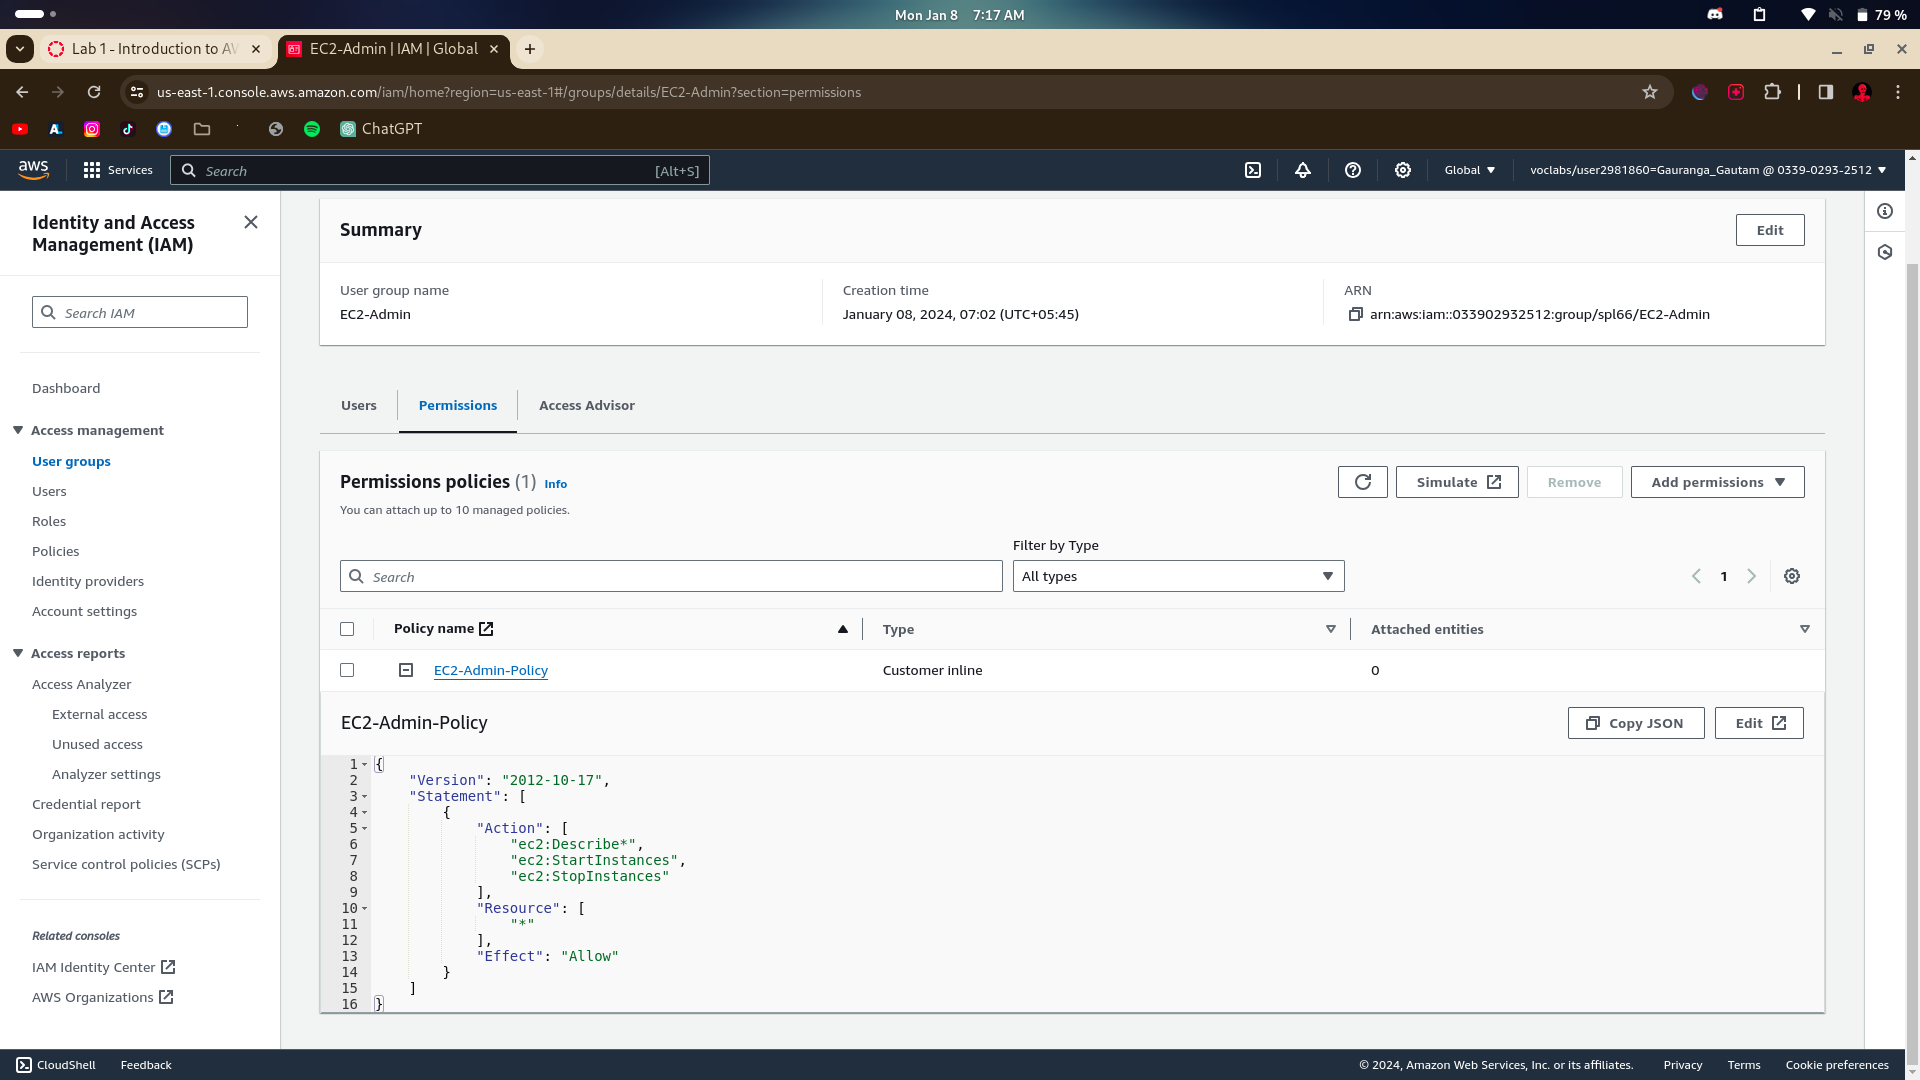 Mon Jan 8 7:17 AM
79 %
Lab 1 - Introduction to AV
EC2-Admin | IAM | Global
us-east-1.console.aws.amazon.com/iam/home?region=us-east-1#/groups/details/EC2-Admin?section=permissions
ChatGPT
aws
Services
Search
[Alt+S]
Global
voclabs/user2981860=Gauranga_Gautam @ 0339-0293-2512
Identity and Access
Management (IAM)
Search IAM
Dashboard
Access management
User groups
Users
Roles
Policies
Identity providers
Account settings
Access reports
Access Analyzer
External access
Unused access
Analyzer settings
Credential report
Organization activity
Service control policies (SCPs)
Related consoles
IAM Identity Center
AWS Organizations
Summary
Edit
User group name
EC2-Admin
Creation time
January 08, 2024, 07:02 (UTC+05:45)
ARN
arn:aws:iam::033902932512:group/spl66/EC2-Admin
Users
Permissions
Access Advisor
Permissions policies (1) Info
You can attach up to 10 managed policies.
Simulate
Remove
Add permissions
Filter by Type
Search
All types
1
Policy name
Type
Attached entities
EC2-Admin-Policy
Customer inline
0
EC2-Admin-Policy
Copy JSON
Edit
1 {
2 "Version": "2012-10-17",
3 "Statement": [
4 {
5 "Action": [
6 "ec2:Describe*",
7 "ec2:StartInstances",
8 "ec2:StopInstances"
9 ],
10 "Resource": [
11 "*"
12 ],
13 "Effect": "Allow"
14 }
15 ]
16 }
CloudShell
Feedback
© 2024, Amazon Web Services, Inc. or its affiliates.
Privacy
Terms
Cookie preferences